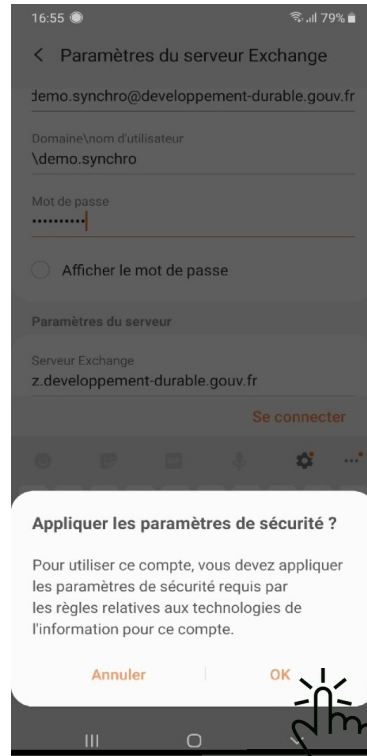 16:55 79%
< Paramètres du serveur Exchange
demo.synchro@developpement-durable.gouv.fr
Domaine\nom d'utilisateur
\demo.synchro
Mot de passe
••••••••••
Afficher le mot de passe
Paramètres du serveur
Serveur Exchange
z.developpement-durable.gouv.fr
Se connecter
Appliquer les paramètres de sécurité ?
Pour utiliser ce compte, vous devez appliquer
les paramètres de sécurité requis par
les règles relatives aux technologies de
l'information pour ce compte.
Annuler OK